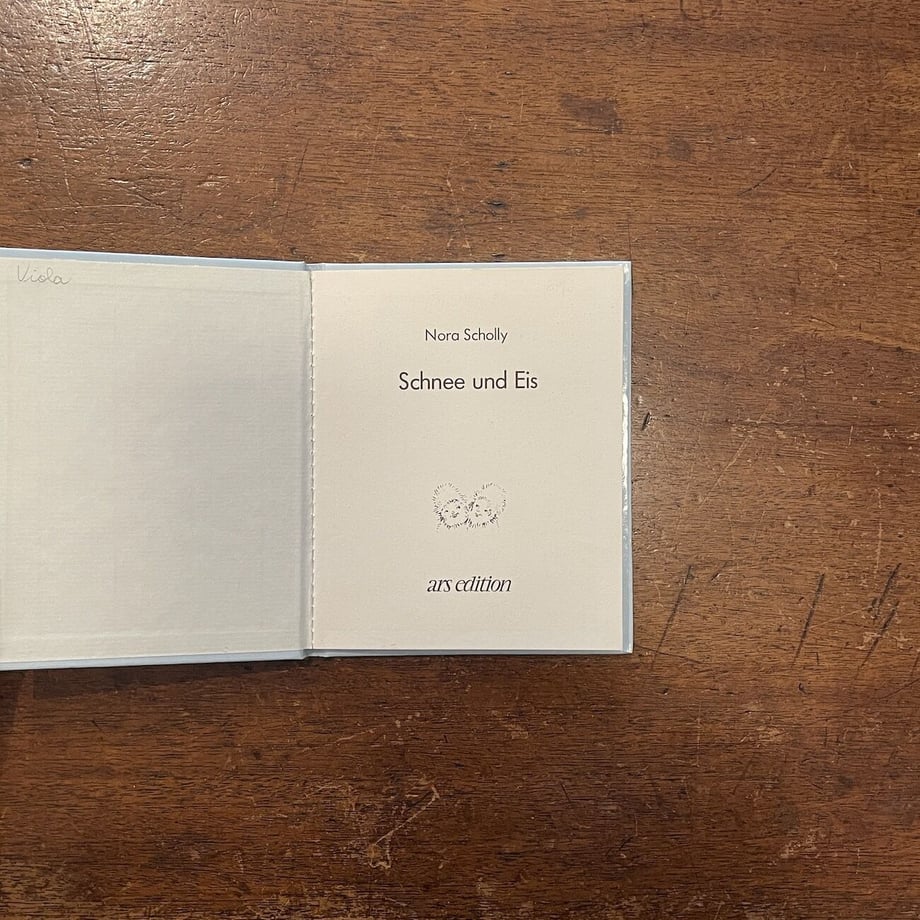 Viola
Nora Scholly
Schnee und Eis
ars edition